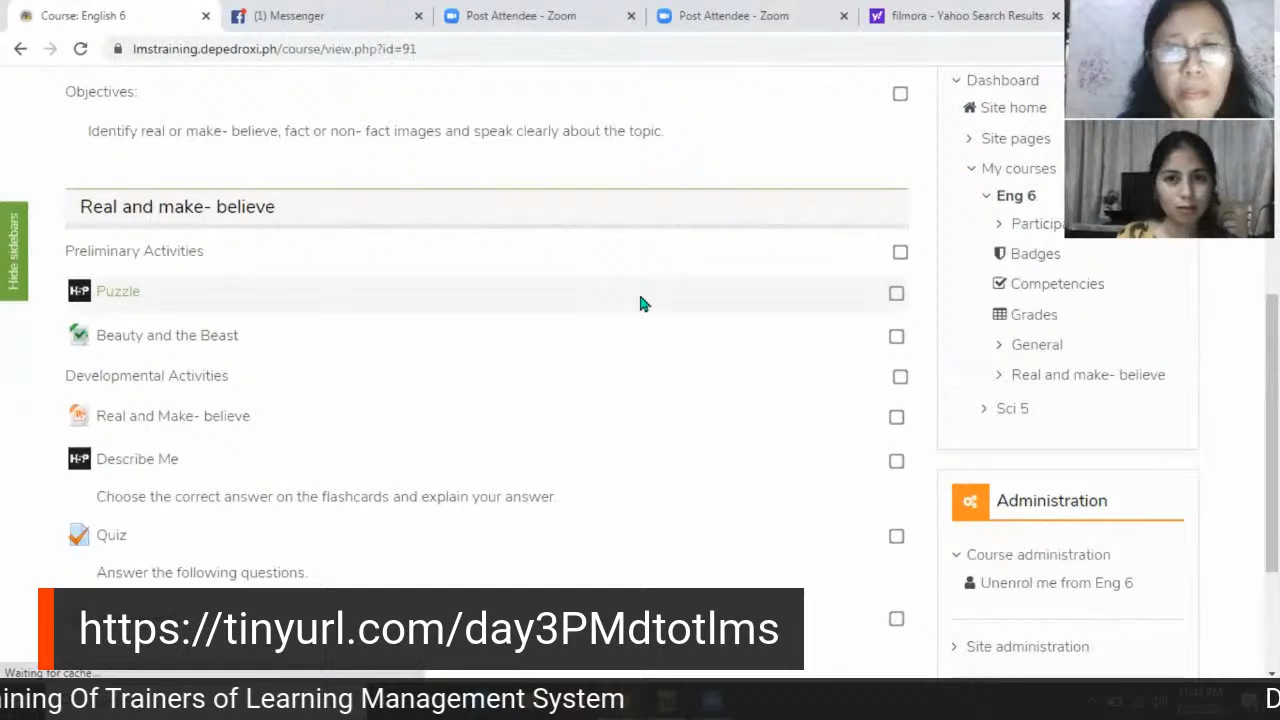 Course: English 6
(1) Messenger
Post Attendee - Zoom
Post Attendee - Zoom
filmora - Yahoo Search Results
lmstraining.depedroxi.ph/course/view.php?id=91
Objectives:
Identify real or make- believe, fact or non- fact images and speak clearly about the topic.
Real and make- believe
Preliminary Activities
H5P Puzzle
Beauty and the Beast
Developmental Activities
Real and Make- believe
H5P Describe Me
Choose the correct answer on the flashcards and explain your answer.
Quiz
Answer the following questions.
Hide sidebars
Dashboard
Site home
Site pages
My courses
Eng 6
Particip
Badges
Competencies
Grades
General
Real and make- believe
Sci 5
Administration
Course administration
Unenrol me from Eng 6
Site administration
https://tinyurl.com/day3PMdtotlms
Waiting for cache...
aining Of Trainers of Learning Management System
D